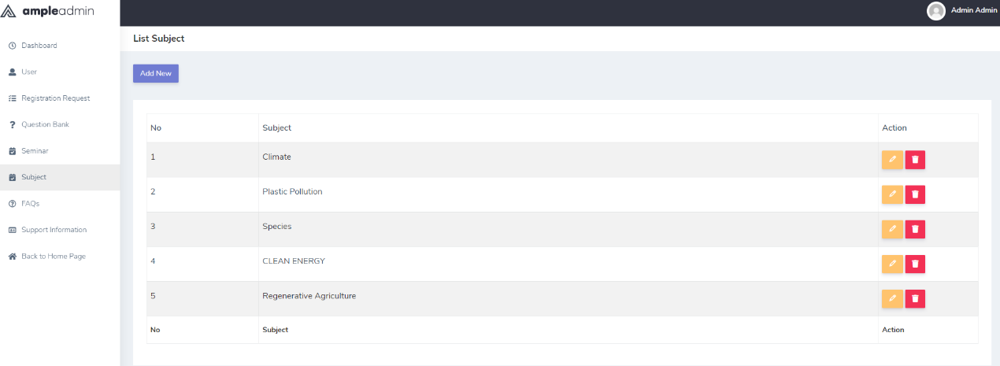 ampleadmin
Admin Admin
Dashboard
User
Registration Request
Question Bank
Seminar
Subject
FAQs
Support Information
Back to Home Page
List Subject
Add New
No Subject Action
1 Climate
2 Plastic Pollution
3 Species
4 CLEAN ENERGY
5 Regenerative Agriculture
No Subject Action